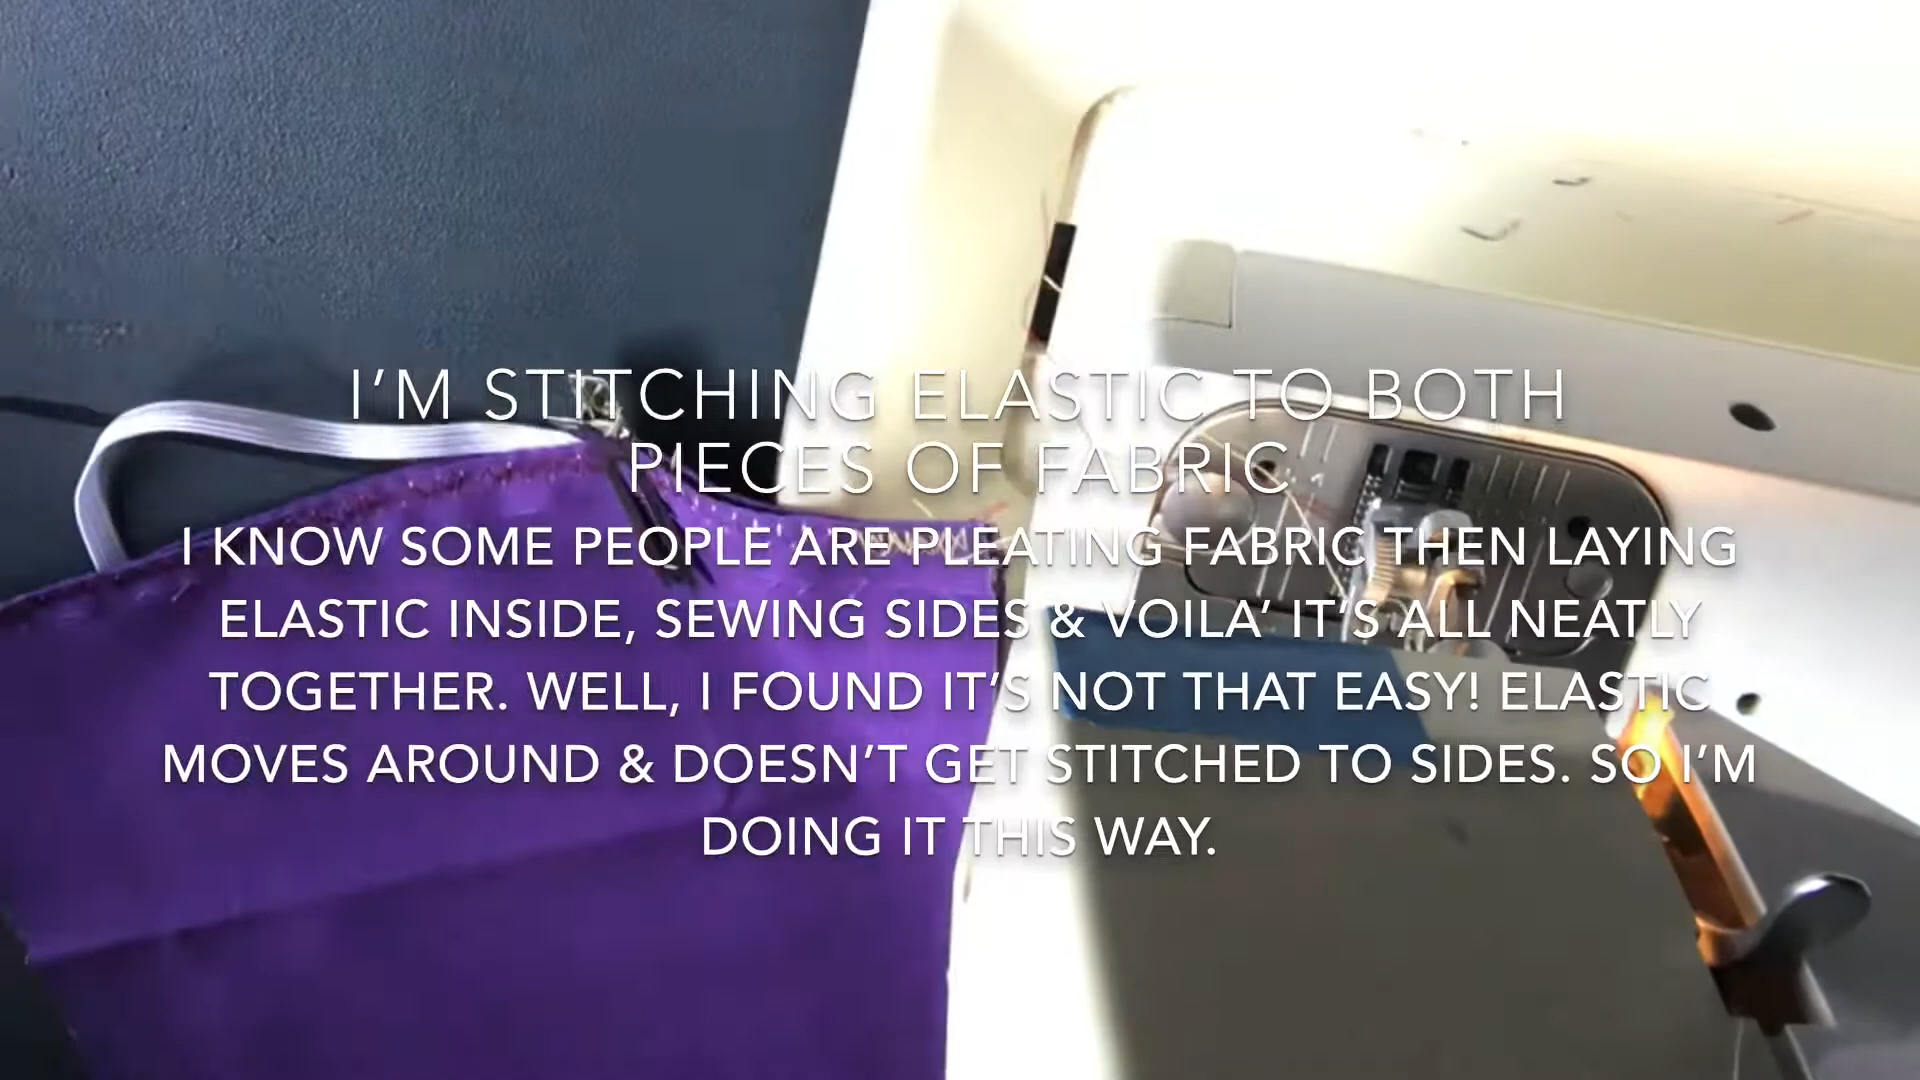 I’M STITCHING ELASTIC TO BOTH
PIECES OF FABRIC
I KNOW SOME PEOPLE ARE PLEATING FABRIC THEN LAYING
ELASTIC INSIDE, SEWING SIDES & VOILA’ IT’S ALL NEATLY
TOGETHER. WELL, I FOUND IT’S NOT THAT EASY! ELASTIC
MOVES AROUND & DOESN’T GET STITCHED TO SIDES. SO I’M
DOING IT THIS WAY.